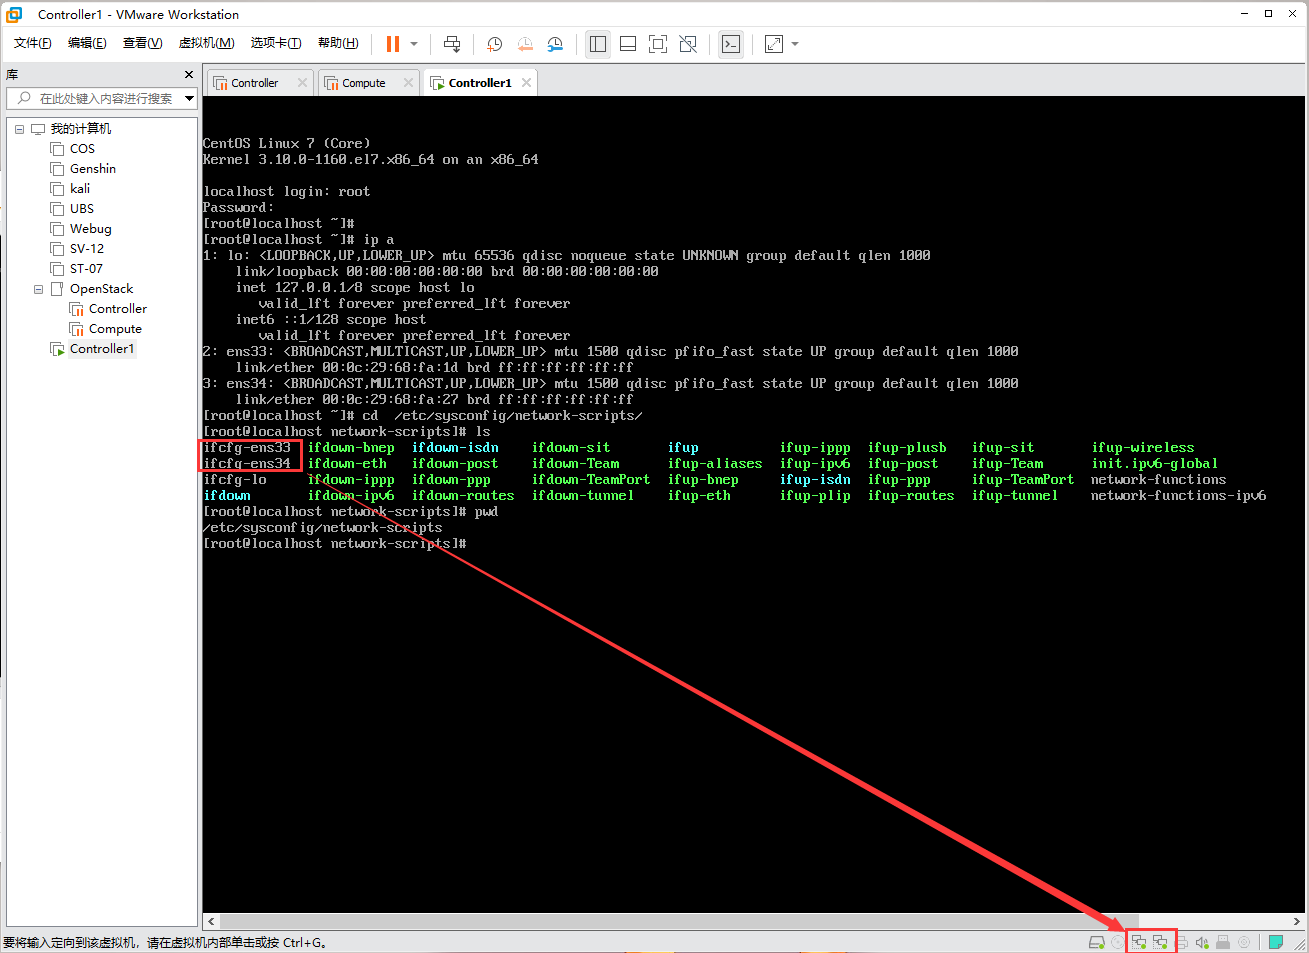 Controller1 - VMware Workstation
文件(F) 编辑(E) 查看(V) 虚拟机(M) 选项卡(T) 帮助(H)
库
在此处键入内容进行搜索
我的计算机
COS
Genshin
kali
UBS
Webug
SV-12
ST-07
OpenStack
Controller
Compute
Controller1
Controller Compute Controller1
CentOS Linux 7 (Core)
Kernel 3.10.0-1160.el7.x86_64 on an x86_64
localhost login: root
Password:
[root@localhost ~]#
[root@localhost ~]# ip a
1: lo: <LOOPBACK,UP,LOWER_UP> mtu 65536 qdisc noqueue state UNKNOWN group default qlen 1000
link/loopback 00:00:00:00:00:00 brd 00:00:00:00:00:00
inet 127.0.0.1/8 scope host lo
valid_lft forever preferred_lft forever
inet6 ::1/128 scope host
valid_lft forever preferred_lft forever
2: ens33: <BROADCAST,MULTICAST,UP,LOWER_UP> mtu 1500 qdisc pfifo_fast state UP group default qlen 1000
link/ether 00:0c:29:68:fa:1d brd ff:ff:ff:ff:ff:ff
3: ens34: <BROADCAST,MULTICAST,UP,LOWER_UP> mtu 1500 qdisc pfifo_fast state UP group default qlen 1000
link/ether 00:0c:29:68:fa:27 brd ff:ff:ff:ff:ff:ff
[root@localhost ~]# cd  /etc/sysconfig/network-scripts/
[root@localhost network-scripts]# ls
ifcfg-ens33 ifdown-bnep ifdown-isdn ifdown-sit ifup ifup-ippp ifup-plusb ifup-sit ifup-wireless
ifcfg-ens34 ifdown-eth ifdown-post ifdown-Team ifup-aliases ifup-ipv6 ifup-post ifup-Team init.ipv6-global
ifcfg-lo ifdown-ippp ifdown-ppp ifdown-TeamPort ifup-bnep ifup-isdn ifup-ppp ifup-TeamPort network-functions
ifdown ifdown-ipv6 ifdown-routes ifdown-tunnel ifup-eth ifup-plip ifup-routes ifup-tunnel network-functions-ipv6
[root@localhost network-scripts]# pwd
/etc/sysconfig/network-scripts
[root@localhost network-scripts]#
要将输入定向到该虚拟机，请在虚拟机内部单击或按 Ctrl+G。